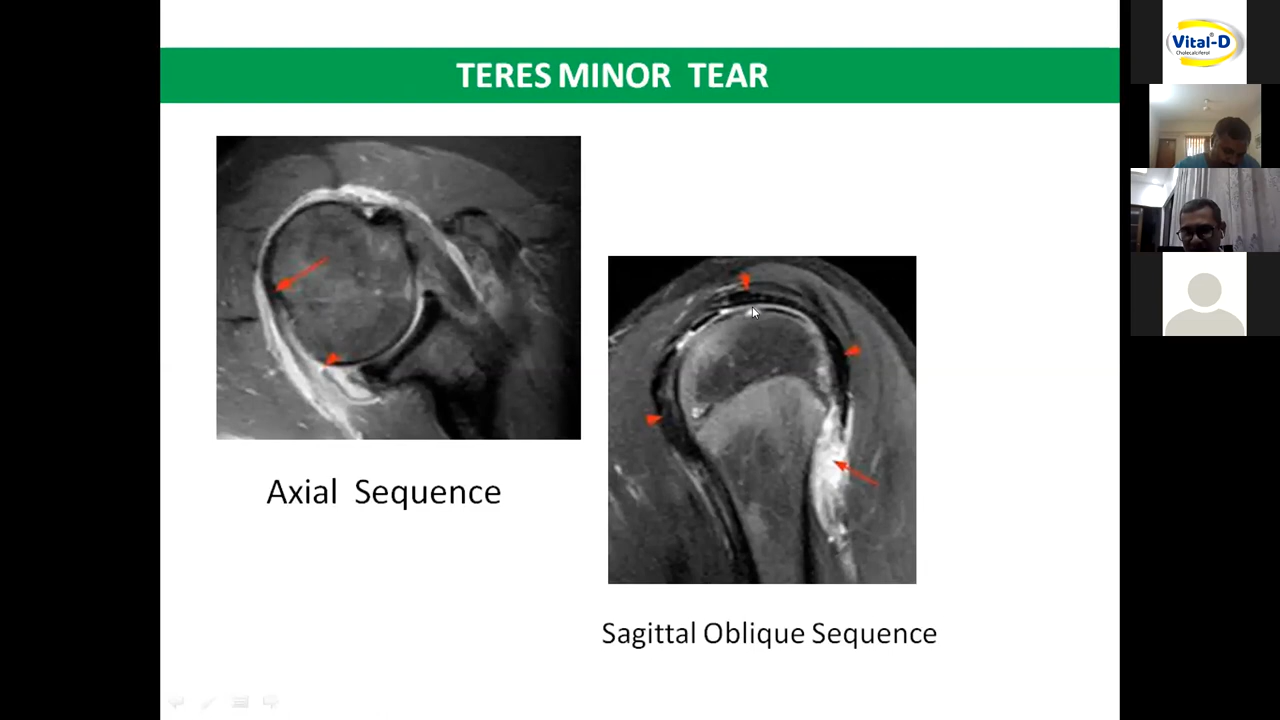 TERES MINOR TEAR
Axial Sequence
Sagittal Oblique Sequence
Vital-D
Cholecalciferol